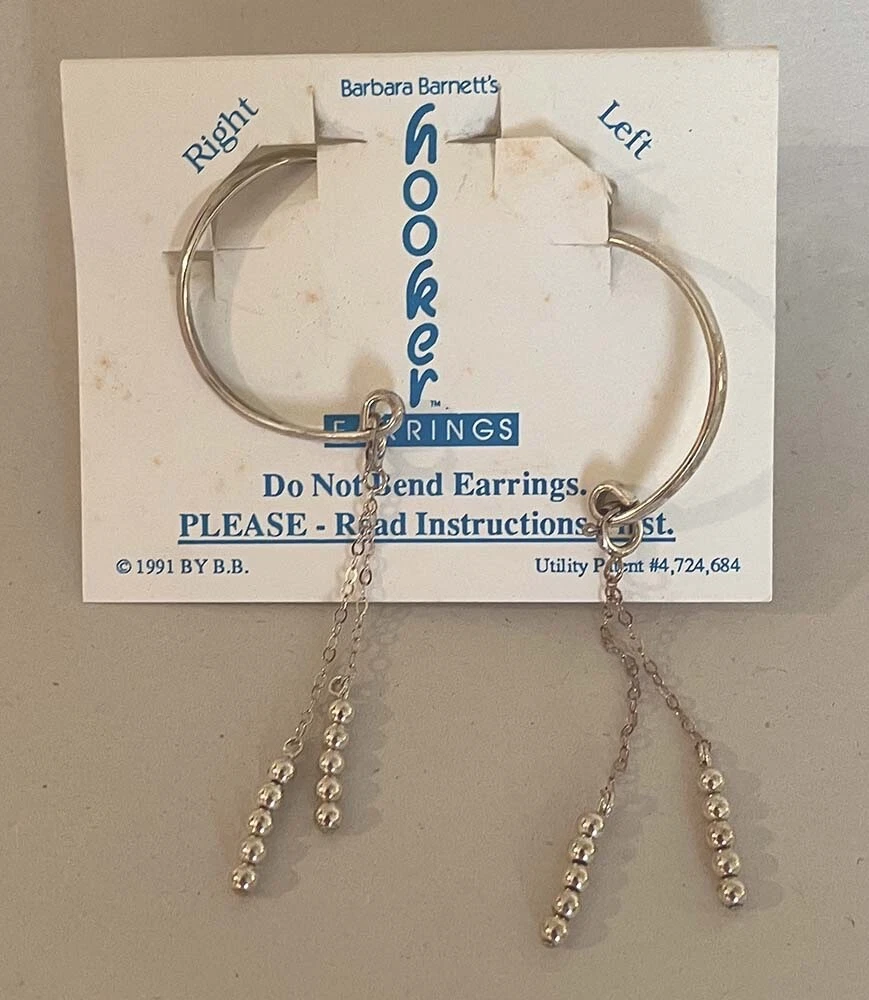 Barbara Barnett's
Right
Left
hooker™
EARRINGS
Do Not Bend Earrings.
PLEASE - Read Instructions First.
© 1991 BY B.B.
Utility Patent #4,724,684